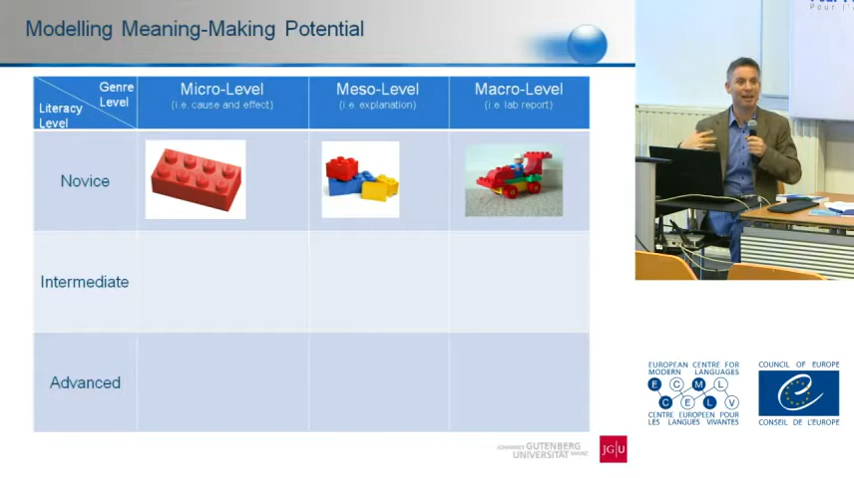 Modelling Meaning-Making Potential
Genre
Level
Literacy
Level
Micro-Level
(i.e. cause and effect)
Meso-Level
(i.e. explanation)
Macro-Level
(i.e. lab report)
Novice
Intermediate
Advanced
JOHANNES GUTENBERG
UNIVERSITÄT MAINZ
JG|U
EUROPEAN CENTRE FOR
MODERN LANGUAGES
E C M L
C E L V
CENTRE EUROPEEN POUR
LES LANGUES VIVANTES
COUNCIL OF EUROPE
CONSEIL DE L'EUROPE